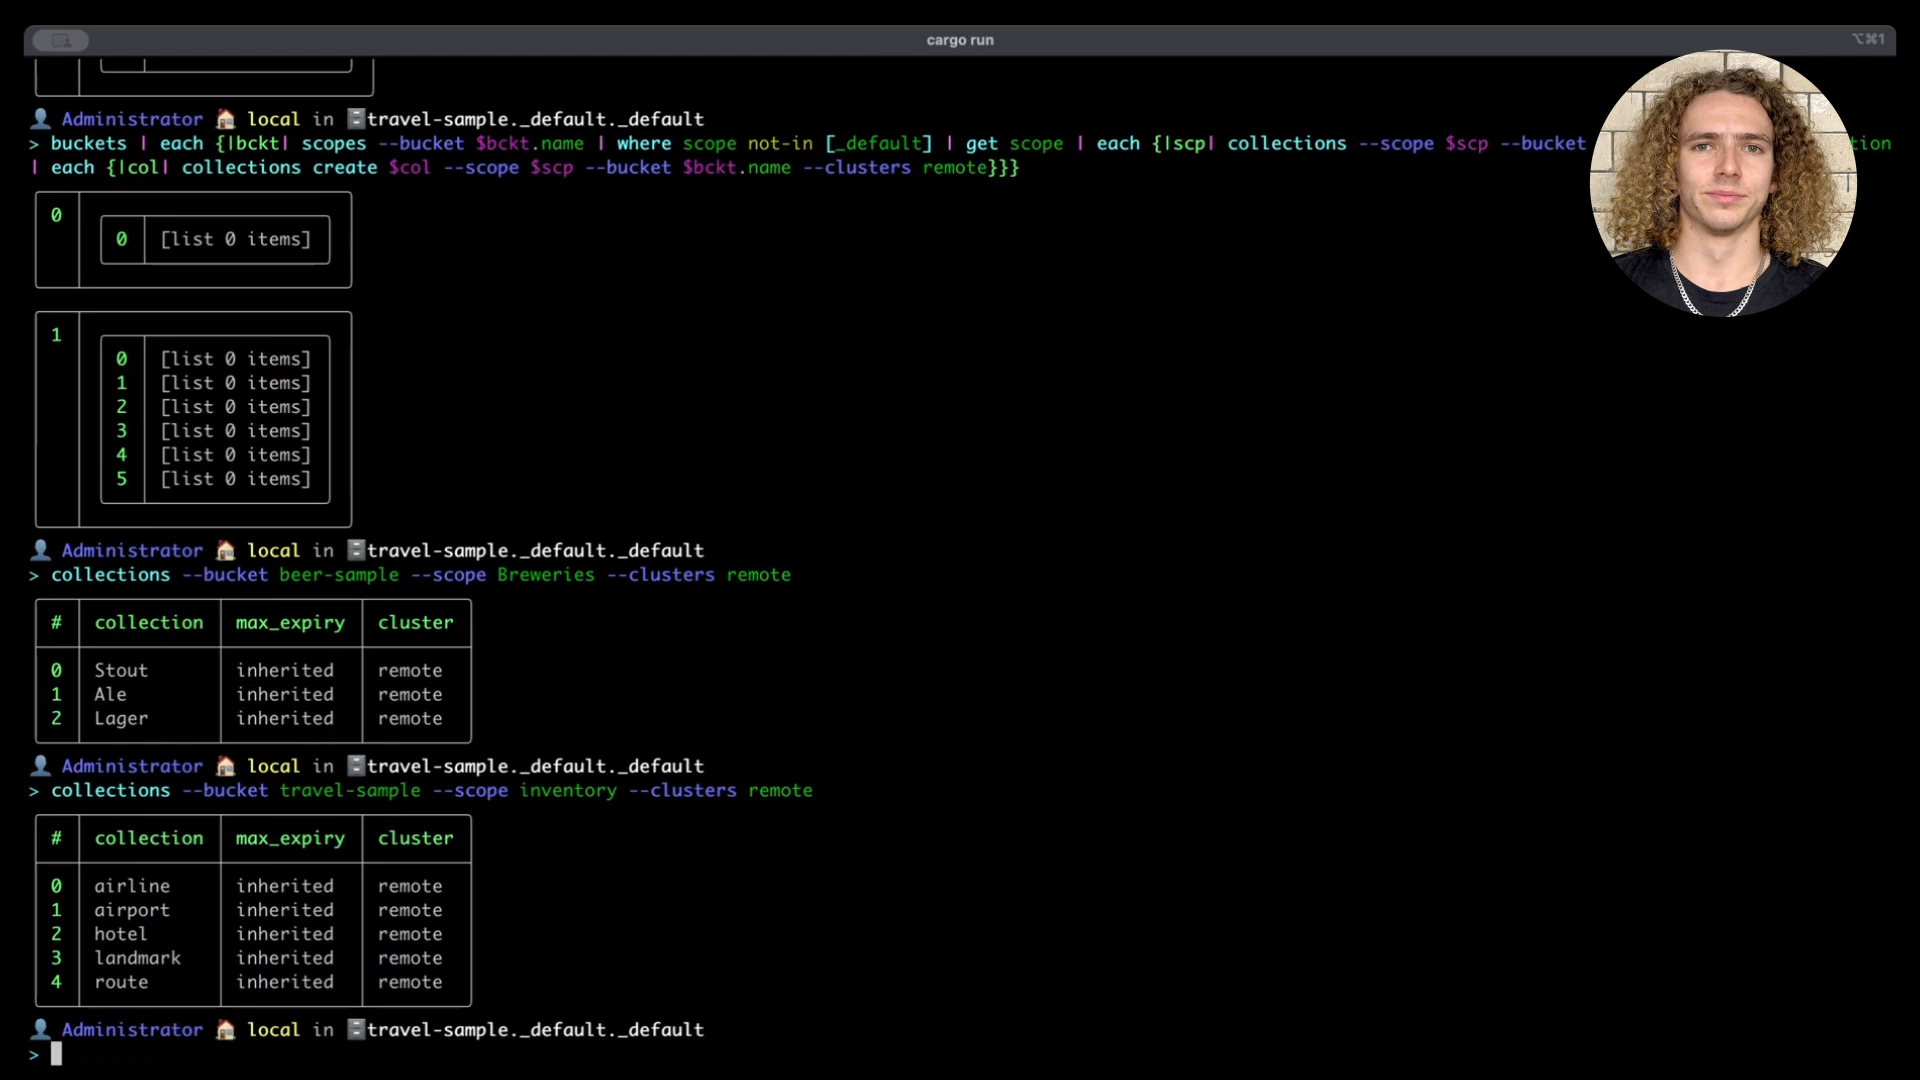 cargo run
⌥⌘1
Administrator local in travel-sample._default._default
> buckets | each {|bckt| scopes --bucket $bckt.name | where scope not-in [_default] | get scope | each {|scp| collections --scope $scp --bucket tion
| each {|col| collections create $col --scope $scp --bucket $bckt.name --clusters remote}}}
0
0 [list 0 items]
1
0 [list 0 items]
1 [list 0 items]
2 [list 0 items]
3 [list 0 items]
4 [list 0 items]
5 [list 0 items]
Administrator local in travel-sample._default._default
> collections --bucket beer-sample --scope Breweries --clusters remote
# collection max_expiry cluster
0 Stout inherited remote
1 Ale inherited remote
2 Lager inherited remote
Administrator local in travel-sample._default._default
> collections --bucket travel-sample --scope inventory --clusters remote
# collection max_expiry cluster
0 airline inherited remote
1 airport inherited remote
2 hotel inherited remote
3 landmark inherited remote
4 route inherited remote
Administrator local in travel-sample._default._default
>